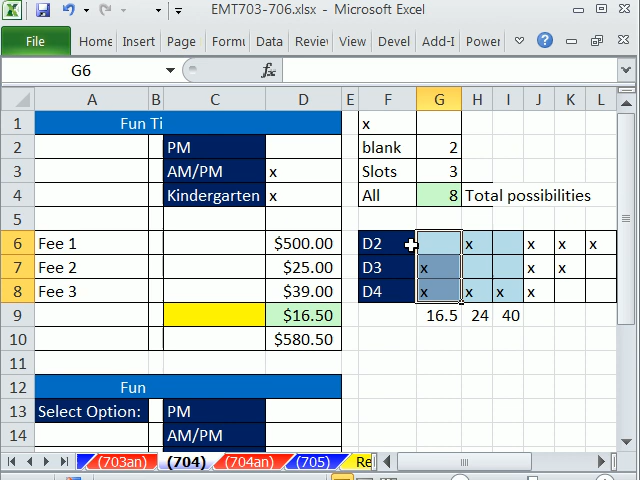 EMT703-706.xlsx - Microsoft Excel
File Home Insert Page Formu Data Review View Devel Add-I Power
G6 fx
A B C D E F G H I J K L
1 Fun Ti x
2 PM blank 2
3 AM/PM x Slots 3
4 Kindergarten x All 8 Total possibilities
5
6 Fee 1 $500.00 D2 x x x x
7 Fee 2 $25.00 D3 x x x
8 Fee 3 $39.00 D4 x x x x
9 $16.50 16.5 24 40
10 $580.50
11
12 Fun
13 Select Option: PM
14 AM/PM
(703an) (704) (704an) (705) Re